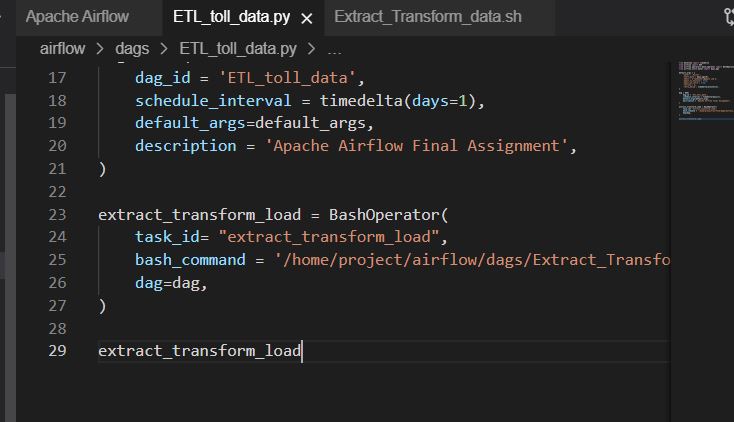 Apache Airflow ETL_toll_data.py × Extract_Transform_data.sh
airflow > dags > ETL_toll_data.py > ...
17 dag_id = 'ETL_toll_data',
18 schedule_interval = timedelta(days=1),
19 default_args=default_args,
20 description = 'Apache Airflow Final Assignment',
21 )
22
23 extract_transform_load = BashOperator(
24 task_id= "extract_transform_load",
25 bash_command = '/home/project/airflow/dags/Extract_Transfo
26 dag=dag,
27 )
28
29 extract_transform_load